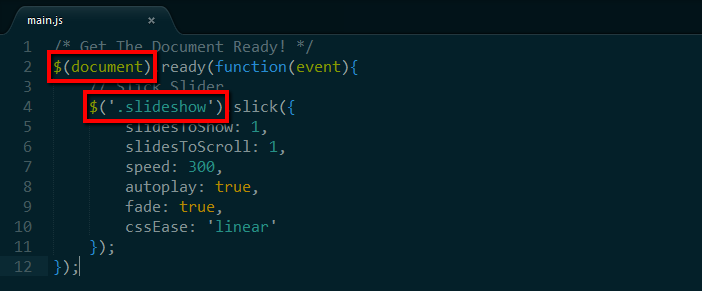 main.js ×
1 /* Get The Document Ready! */
2 $(document).ready(function(event){
3 // Slick Slider
4 $('.slideshow').slick({
5 slidesToShow: 1,
6 slidesToScroll: 1,
7 speed: 300,
8 autoplay: true,
9 fade: true,
10 cssEase: 'linear'
11 });
12 });